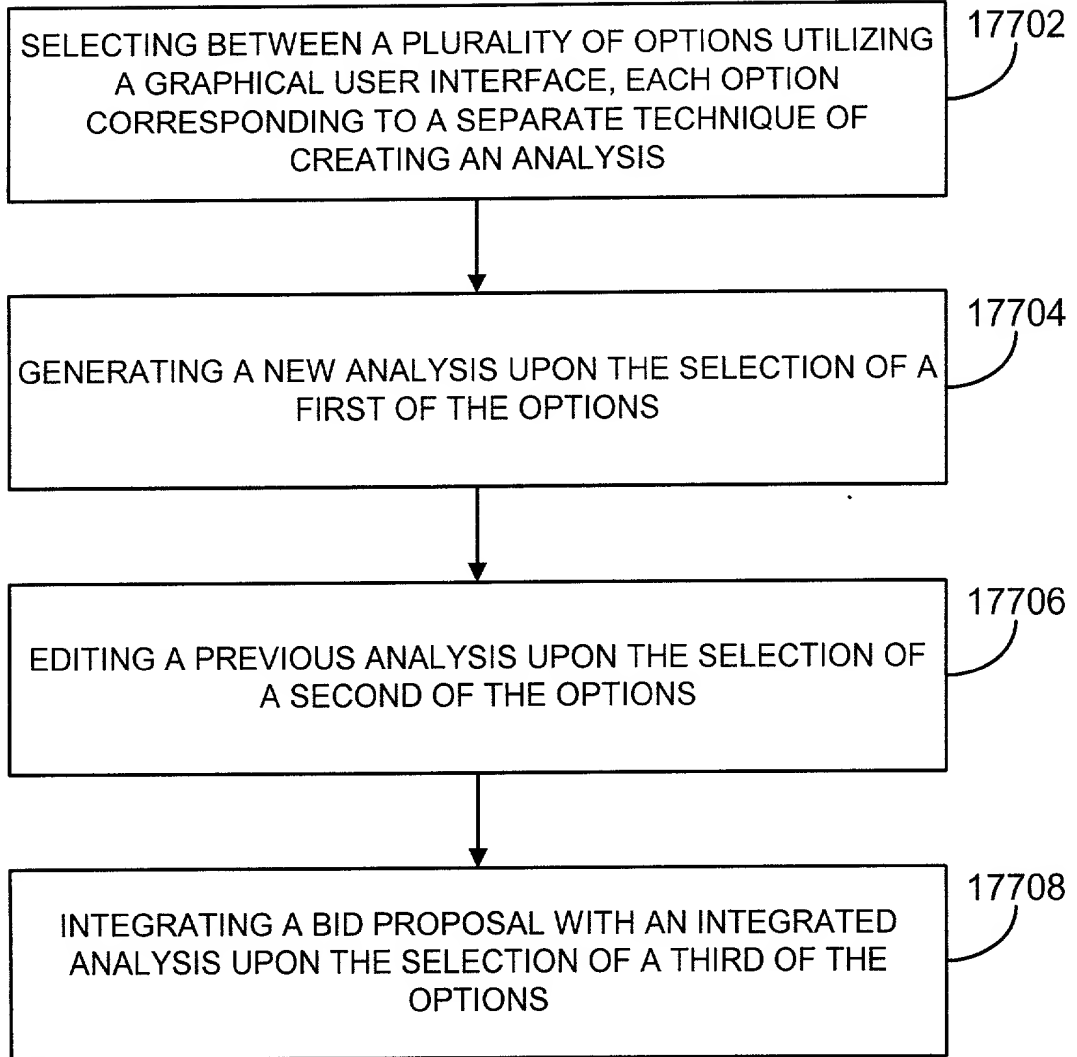 SELECTING BETWEEN A PLURALITY OF OPTIONS UTILIZING
A GRAPHICAL USER INTERFACE, EACH OPTION
CORRESPONDING TO A SEPARATE TECHNIQUE OF
CREATING AN ANALYSIS
17702
GENERATING A NEW ANALYSIS UPON THE SELECTION OF A
FIRST OF THE OPTIONS
17704
EDITING A PREVIOUS ANALYSIS UPON THE SELECTION OF
A SECOND OF THE OPTIONS
17706
INTEGRATING A BID PROPOSAL WITH AN INTEGRATED
ANALYSIS UPON THE SELECTION OF A THIRD OF THE
OPTIONS
17708